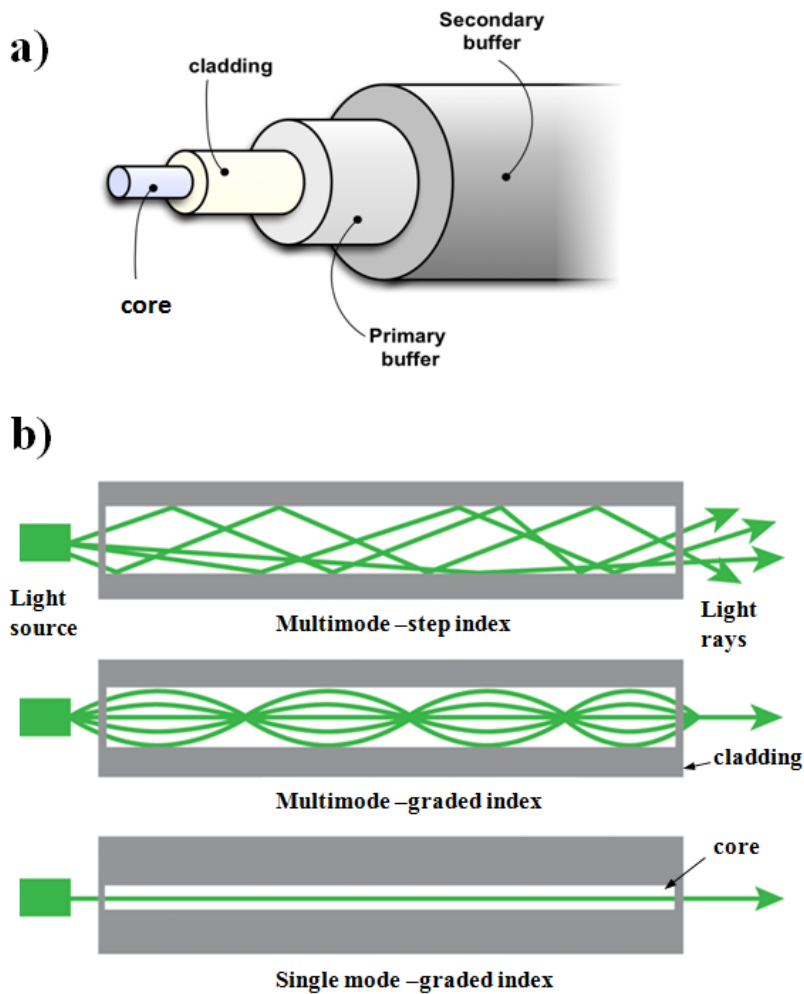 a)
Secondary
buffer
cladding
core
Primary
buffer
b)
Light
source
Multimode –step index
Light
rays
cladding
Multimode –graded index
core
Single mode –graded index